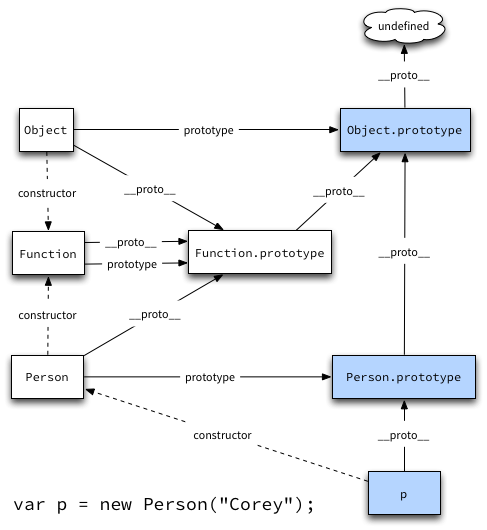 undefined
__proto__
Object
prototype
Object.prototype
constructor
__proto__
__proto__
Function
__proto__
prototype
Function.prototype
__proto__
constructor
__proto__
Person
prototype
Person.prototype
constructor
__proto__
p
var p = new Person("Corey");